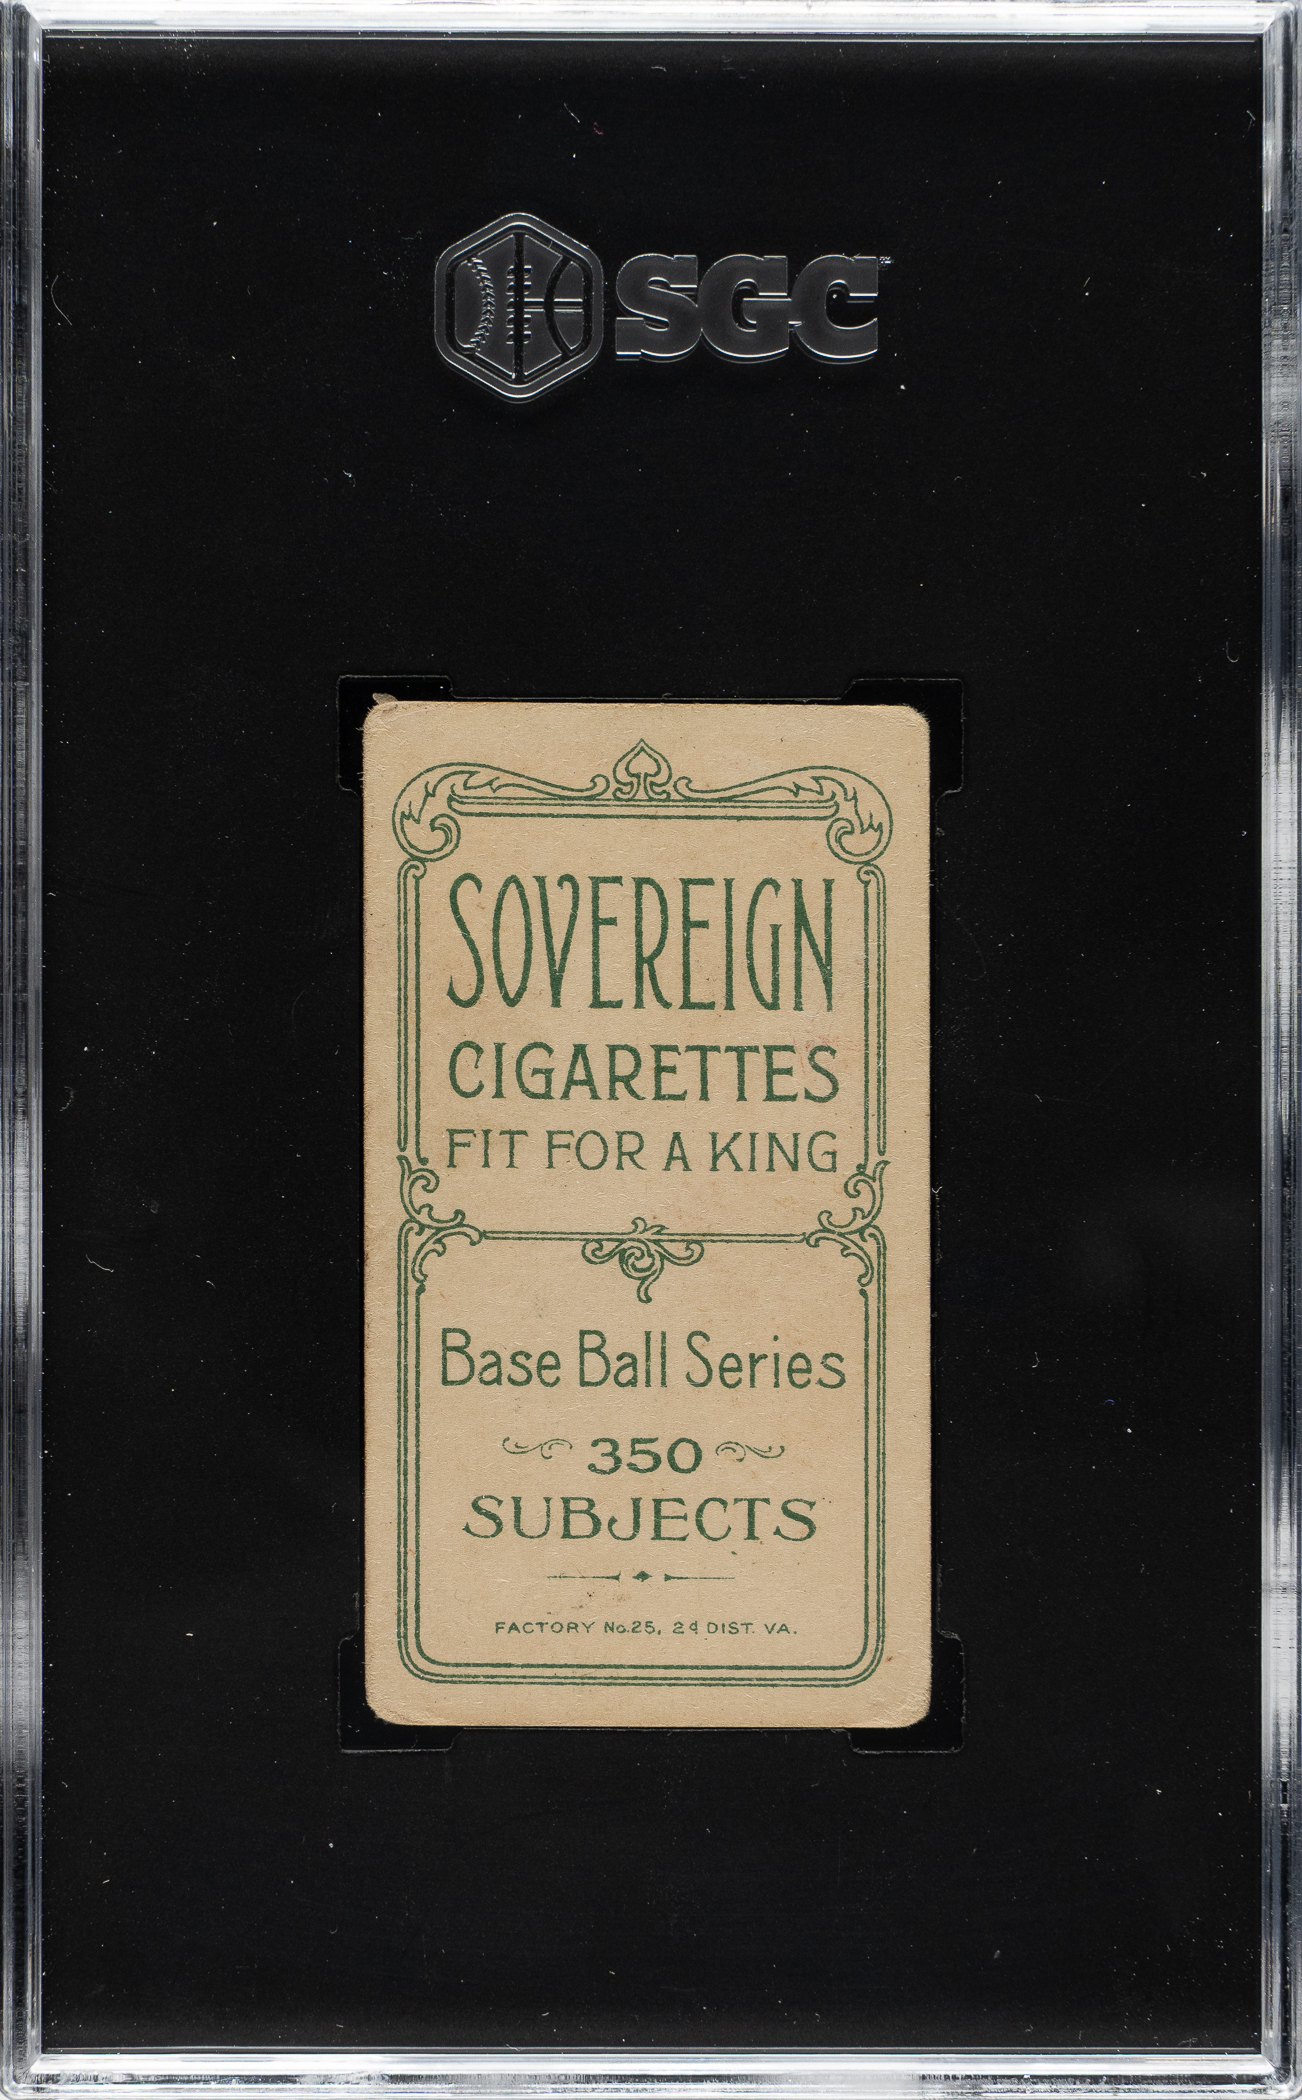 SGC
SOVEREIGN
CIGARETTES
FIT FOR A KING
Base Ball Series
350
SUBJECTS
FACTORY No.25, 2d DIST. VA.